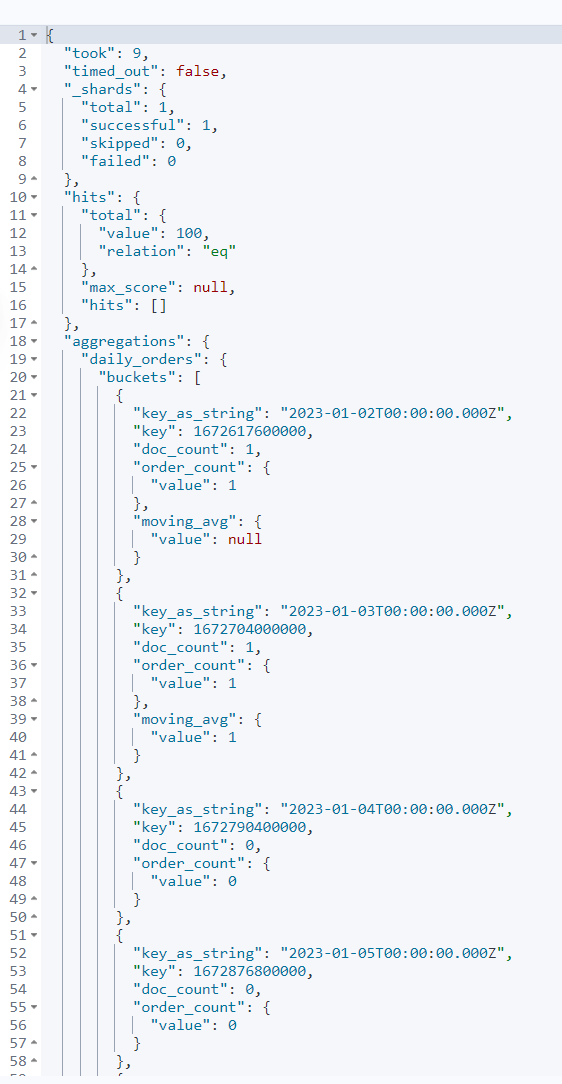 1 {
2 "took": 9,
3 "timed_out": false,
4 "_shards": {
5 "total": 1,
6 "successful": 1,
7 "skipped": 0,
8 "failed": 0
9 },
10 "hits": {
11 "total": {
12 "value": 100,
13 "relation": "eq"
14 },
15 "max_score": null,
16 "hits": []
17 },
18 "aggregations": {
19 "daily_orders": {
20 "buckets": [
21 {
22 "key_as_string": "2023-01-02T00:00:00.000Z",
23 "key": 1672617600000,
24 "doc_count": 1,
25 "order_count": {
26 "value": 1
27 },
28 "moving_avg": {
29 "value": null
30 }
31 },
32 {
33 "key_as_string": "2023-01-03T00:00:00.000Z",
34 "key": 1672704000000,
35 "doc_count": 1,
36 "order_count": {
37 "value": 1
38 },
39 "moving_avg": {
40 "value": 1
41 }
42 },
43 {
44 "key_as_string": "2023-01-04T00:00:00.000Z",
45 "key": 1672790400000,
46 "doc_count": 0,
47 "order_count": {
48 "value": 0
49 }
50 },
51 {
52 "key_as_string": "2023-01-05T00:00:00.000Z",
53 "key": 1672876800000,
54 "doc_count": 0,
55 "order_count": {
56 "value": 0
57 }
58 },